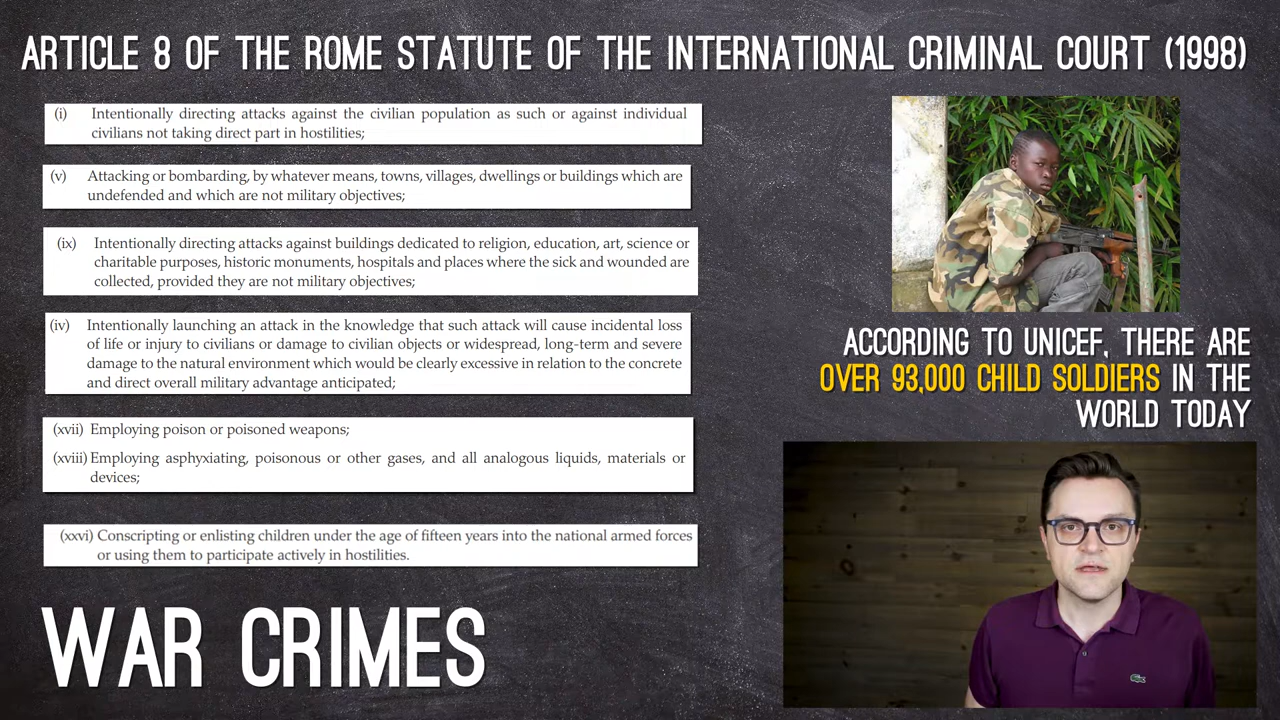 ARTICLE 8 OF THE ROME STATUTE OF THE INTERNATIONAL CRIMINAL COURT (1998)
(i) Intentionally directing attacks against the civilian population as such or against individual
civilians not taking direct part in hostilities;
(v) Attacking or bombarding, by whatever means, towns, villages, dwellings or buildings which are
undefended and which are not military objectives;
(ix) Intentionally directing attacks against buildings dedicated to religion, education, art, science or
charitable purposes, historic monuments, hospitals and places where the sick and wounded are
collected, provided they are not military objectives;
(iv) Intentionally launching an attack in the knowledge that such attack will cause incidental loss
of life or injury to civilians or damage to civilian objects or widespread, long-term and severe
damage to the natural environment which would be clearly excessive in relation to the concrete
and direct overall military advantage anticipated;
(xvii) Employing poison or poisoned weapons;
(xviii) Employing asphyxiating, poisonous or other gases, and all analogous liquids, materials or
devices;
(xxvi) Conscripting or enlisting children under the age of fifteen years into the national armed forces
or using them to participate actively in hostilities.
WAR CRIMES
ACCORDING TO UNICEF, THERE ARE
OVER 93,000 CHILD SOLDIERS IN THE
WORLD TODAY